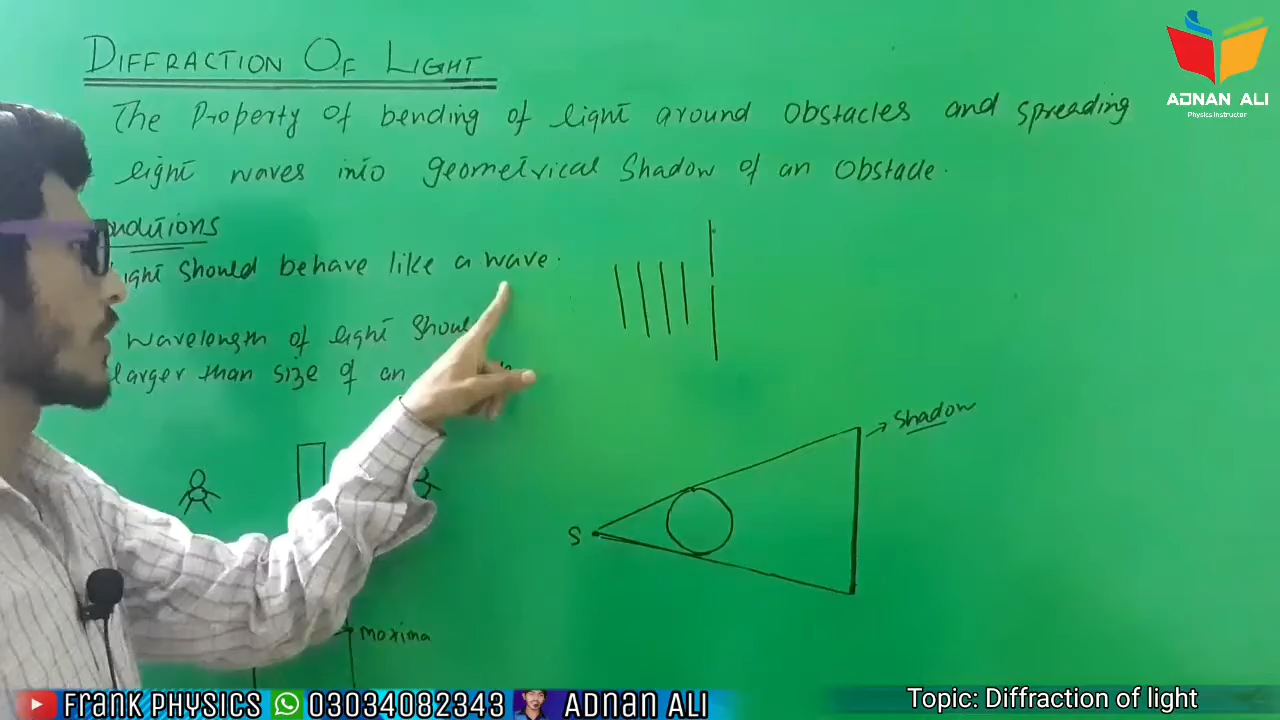 DIFFRACTION OF LIGHT
The Property of bending of light around Obstacles and spreading
light waves into geometrical Shadow of an Obstacle.
onditions
Light should behave like a wave.
wavelength of light Shoul
larger than size of an
Shadow
S
maxima
ADNAN ALI
Physics Instructor
FRANK PHYSICS 03034082343 ADNAN ALI
Topic: Diffraction of light